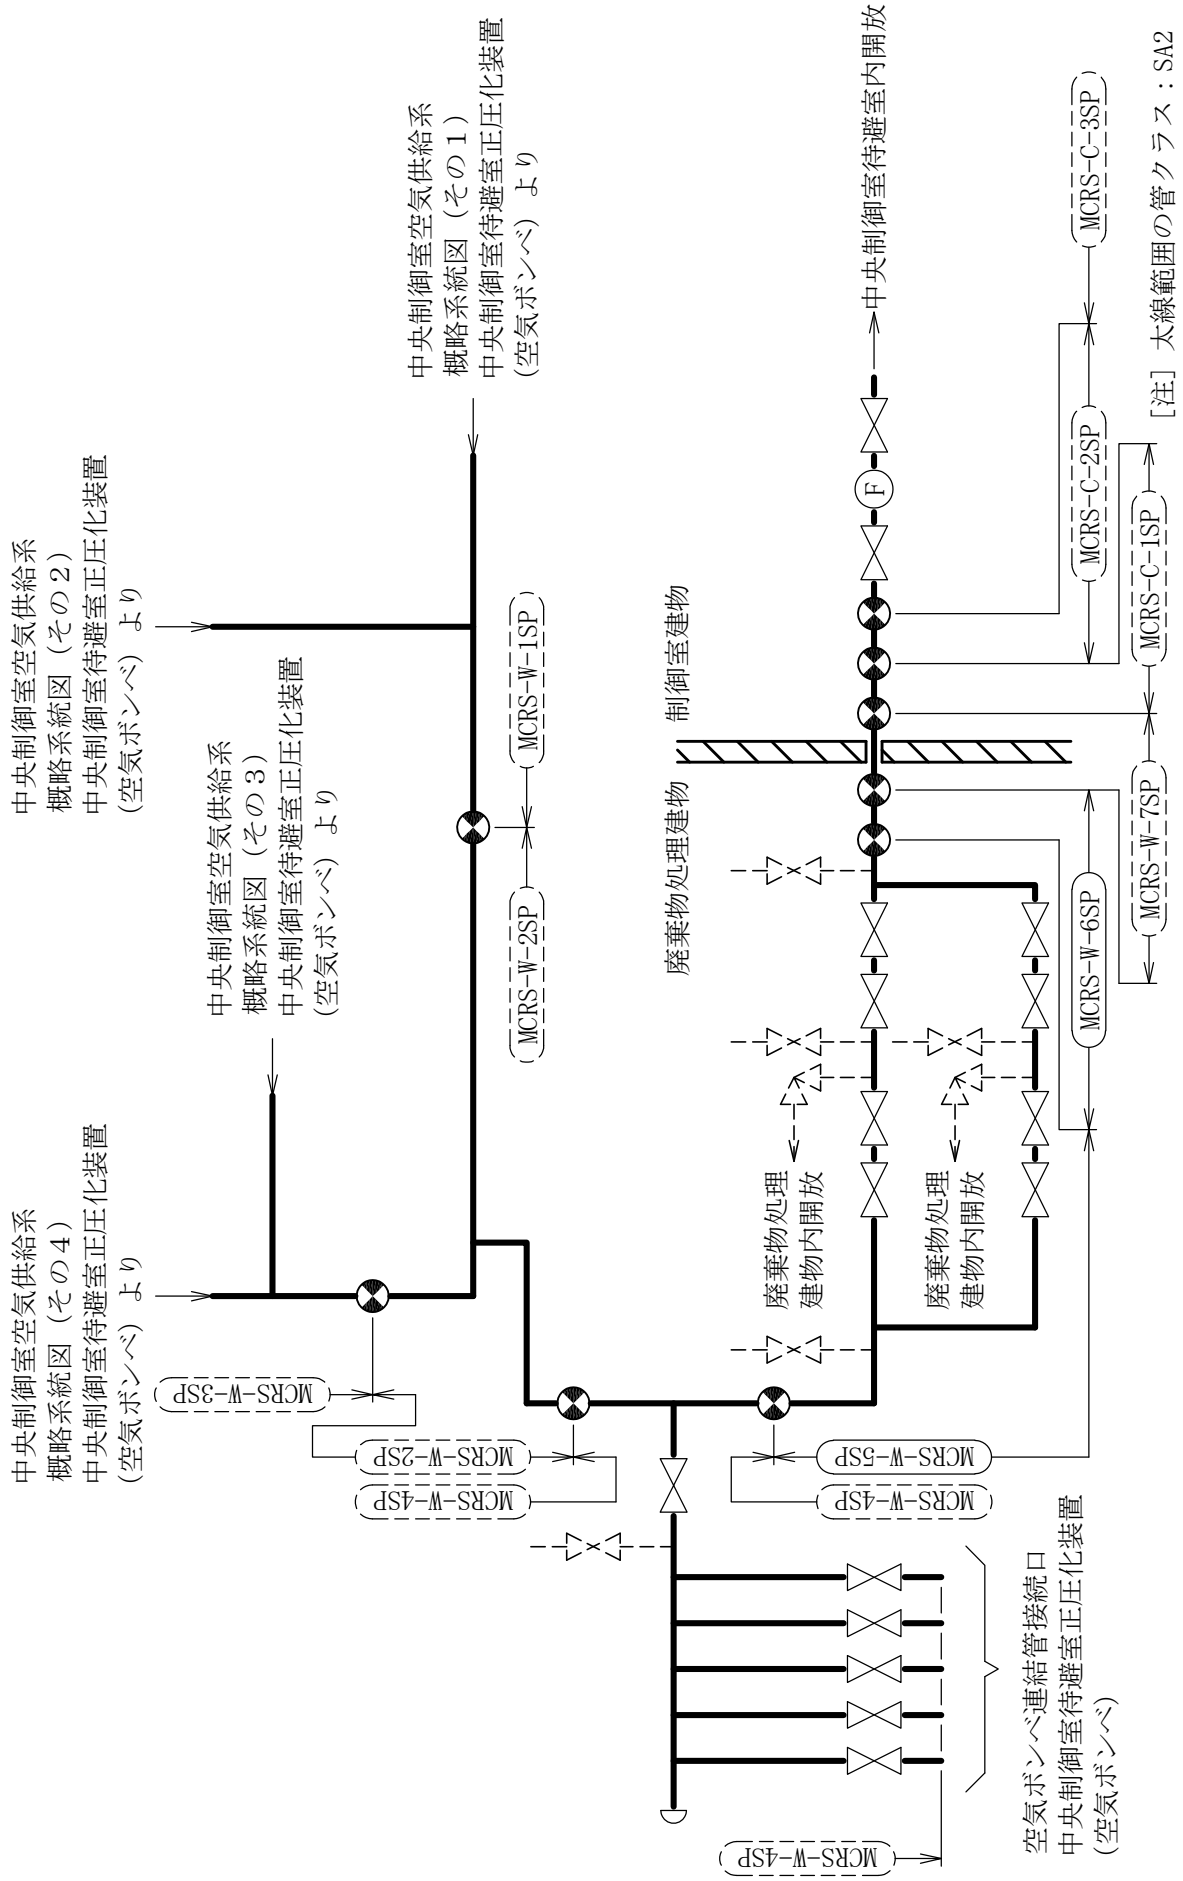 中央制御室空気供給系
概略系統図（その４）
中央制御室待避室正圧化装置
(空気ボンベ）より
中央制御室空気供給系
概略系統図（その３）
中央制御室待避室正圧化装置
(空気ボンベ）より
中央制御室空気供給系
概略系統図（その２）
中央制御室待避室正圧化装置
(空気ボンベ）より
中央制御室空気供給系
概略系統図（その１）
中央制御室待避室正圧化装置
(空気ボンベ）より
MCRS-W-3SP
MCRS-W-2SP
MCRS-W-4SP
MCRS-W-2SP
MCRS-W-1SP
MCRS-W-4SP
空気ボンベ連結管接続口
中央制御室待避室正圧化装置
(空気ボンベ）
MCRS-W-5SP
MCRS-W-4SP
廃棄物処理
建物内開放
廃棄物処理
建物内開放
廃棄物処理建物
制御室建物
F
中央制御室待避室内開放
MCRS-W-6SP
MCRS-C-2SP
MCRS-C-3SP
MCRS-W-7SP
MCRS-C-1SP
[注］太線範囲の管クラス：SA2